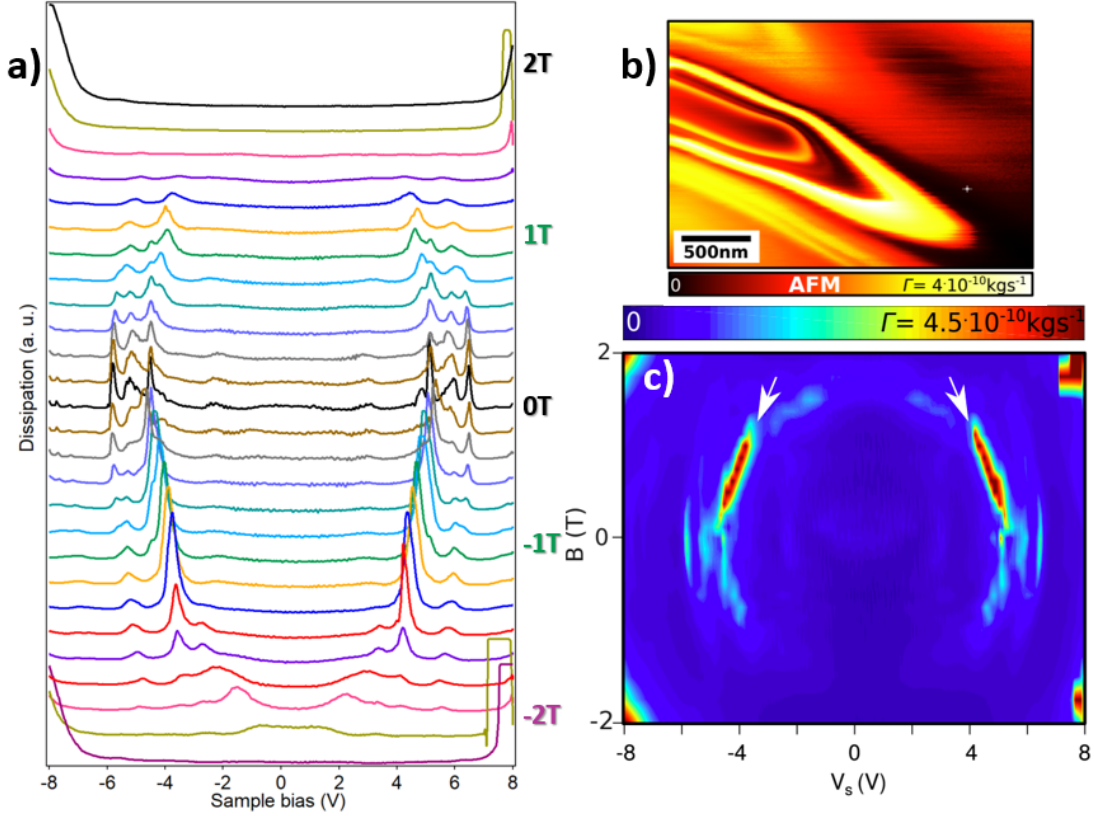 a)
2T
1T
0T
-1T
-2T
Dissipation (a. u.)
-8 -6 -4 -2 0 2 4 6 8
Sample bias (V)
b)
500nm
0 AFM Γ= 4·10⁻¹⁰kgs⁻¹
0 Γ= 4.5·10⁻¹⁰kgs⁻¹
c)
2
0
-2
B (T)
-8 -4 0 4 8
Vₛ (V)